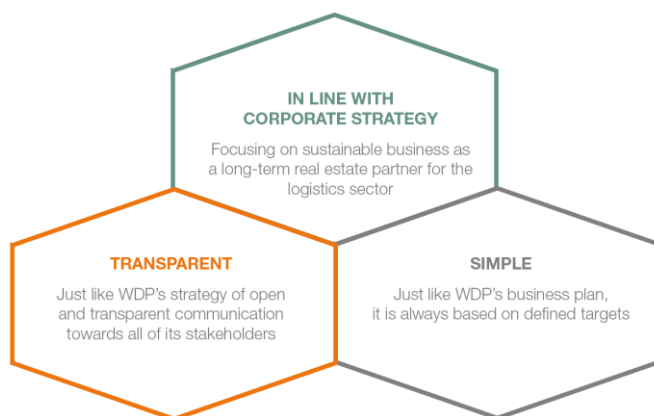 IN LINE WITH
CORPORATE STRATEGY
Focusing on sustainable business as
a long-term real estate partner for the
logistics sector
TRANSPARENT
Just like WDP's strategy of open
and transparent communication
towards all of its stakeholders
SIMPLE
Just like WDP's business plan,
it is always based on defined targets